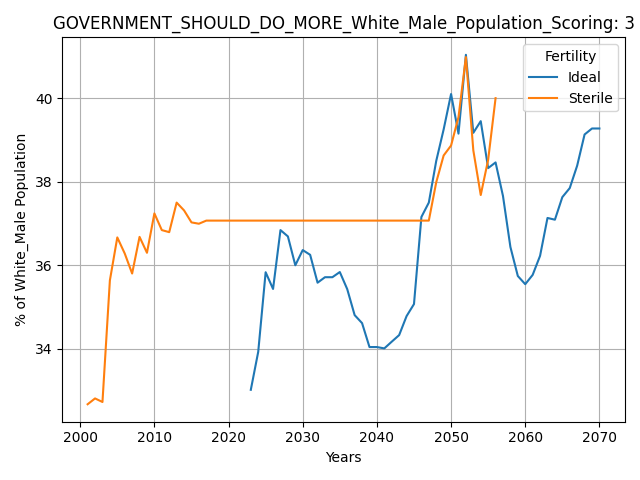 GOVERNMENT_SHOULD_DO_MORE_White_Male_Population_Scoring: 3
Fertility
Ideal
Sterile
% of White_Male Population
40
38
36
34
2000 2010 2020 2030 2040 2050 2060 2070
Years